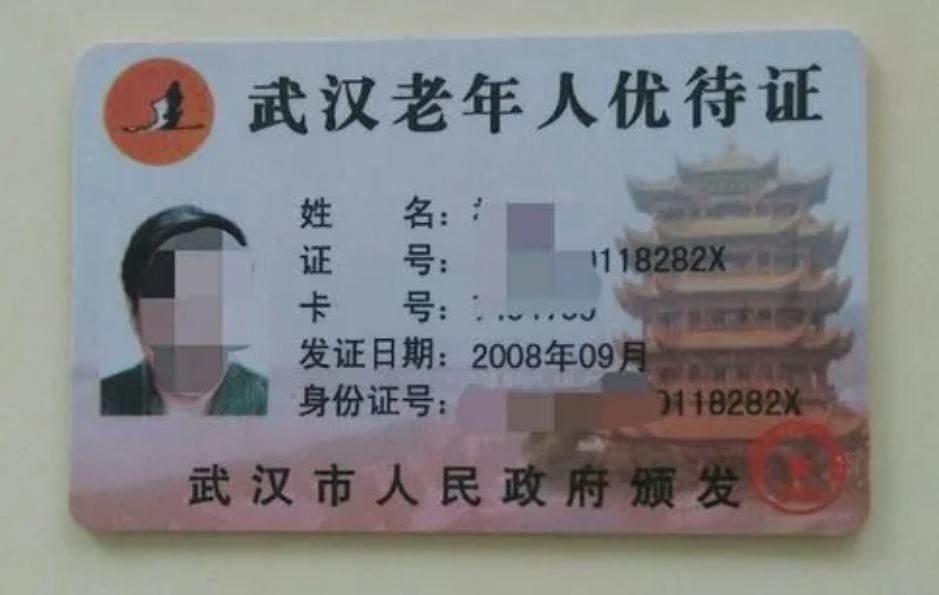 武汉老年人优待证
姓名：
证号：118282X
卡号：
发证日期：2008年09月
身份证号：118282X
武汉市人民政府颁发